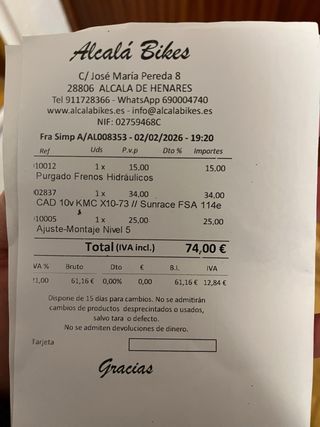 Alcalá Bikes
C/ José María Pereda 8
28806 ALCALA DE HENARES
Tel 911728366 - WhatsApp 690004740
www.alcalabikes.es - info@alcalabikes.es
NIF: 02759468C
Fra Simp A/AL008353 - 02/02/2026 - 19:20
Ref Uds P.v.p Dto % Importes
10012 1 x 15,00 15,00
Purgado Frenos Hidráulicos
02837 1 x 34,00 34,00
CAD 10v KMC X10-73 // Sunrace FSA 114e
10005 1 x 25,00 25,00
Ajuste-Montaje Nivel 5
Total (IVA incl.) 74,00 €
IVA % Bruto Dto € B.I. IVA
21,00 61,16 € 0,00% 0,00 61,16 € 12,84 €
Dispone de 15 días para cambios. No se admitirán
cambios de productos desprecintados o usados,
salvo tara o defecto.
No se admiten devoluciones de dinero.
Tarjeta
Gracias